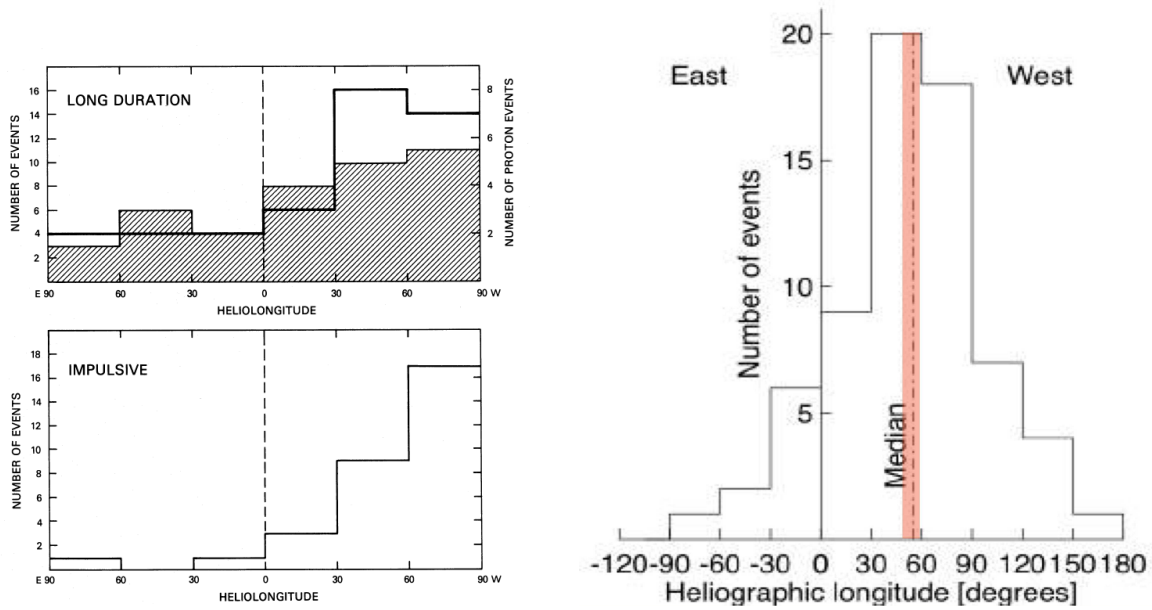 LONG DURATION
NUMBER OF EVENTS
16
14
12
10
8
6
4
2
8
6
4
2
NUMBER OF PROTON EVENTS
E 90 60 30 0 30 60 90 W
HELIOLONGITUDE
IMPULSIVE
NUMBER OF EVENTS
18
16
14
12
10
8
6
4
2
E 90 60 30 0 30 60 90 W
HELIOLONGITUDE
East
West
Number of events
20
15
10
5
Median
-120 -90 -60 -30 0 30 60 90 120 150 180
Heliographic longitude [degrees]